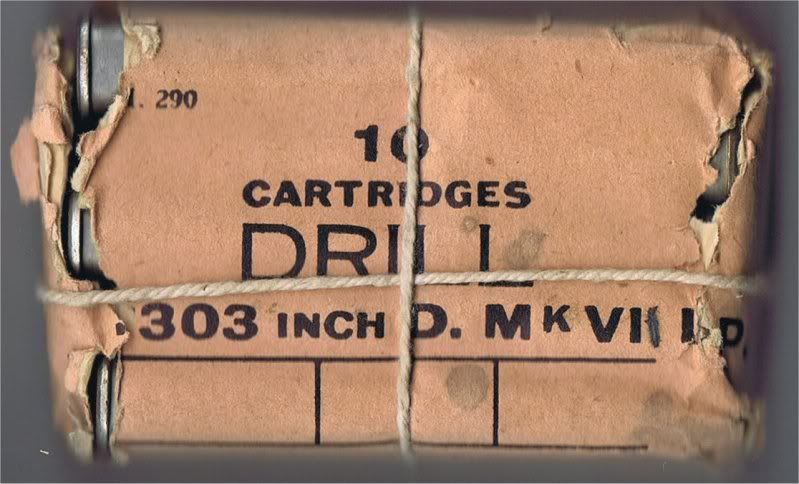 . 290
10
CARTRIDGES
DRILL
·303 INCH D. Mk VII I.P.